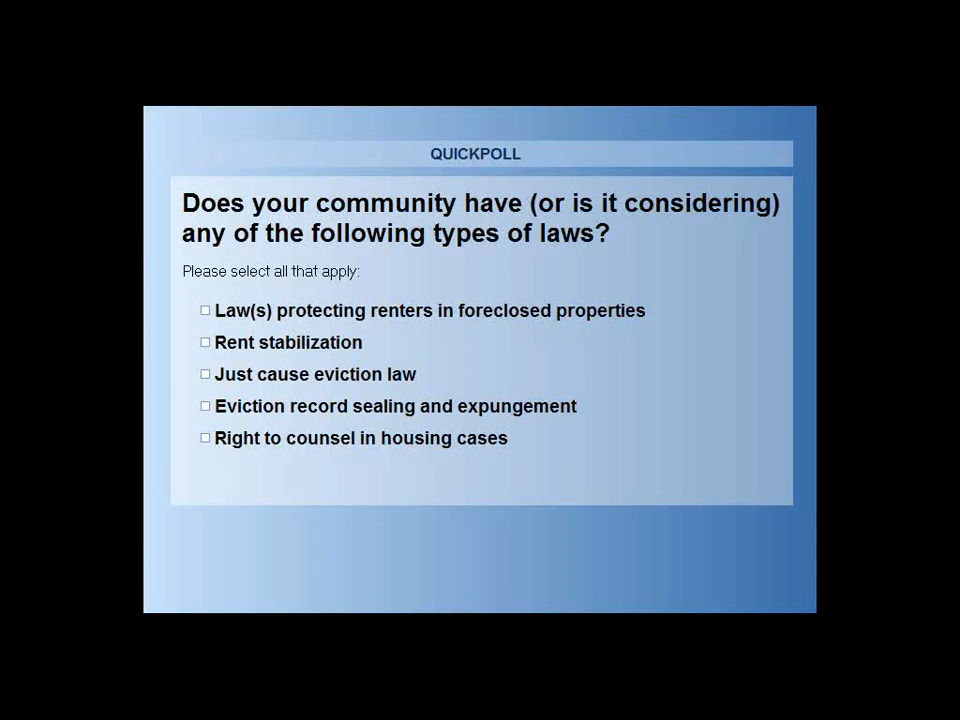 QUICKPOLL
Does your community have (or is it considering)
any of the following types of laws?
Please select all that apply:
Law(s) protecting renters in foreclosed properties
Rent stabilization
Just cause eviction law
Eviction record sealing and expungement
Right to counsel in housing cases